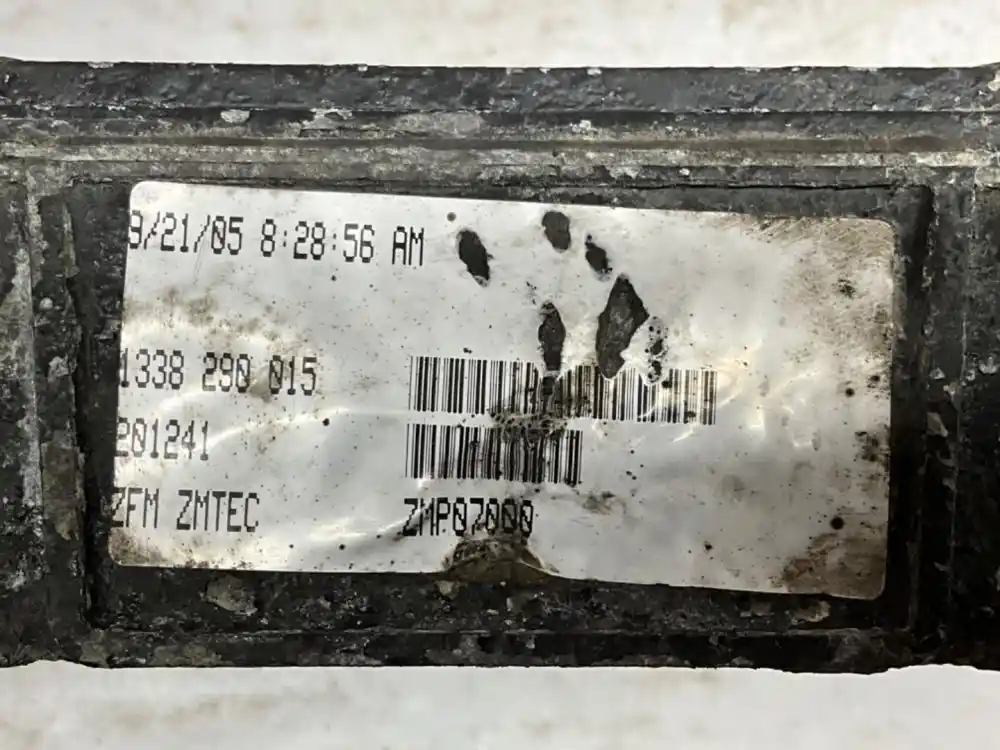 9/21/05 8:28:56 AM
1338 290 015
201241
ZFM ZMTEC
ZMP07000